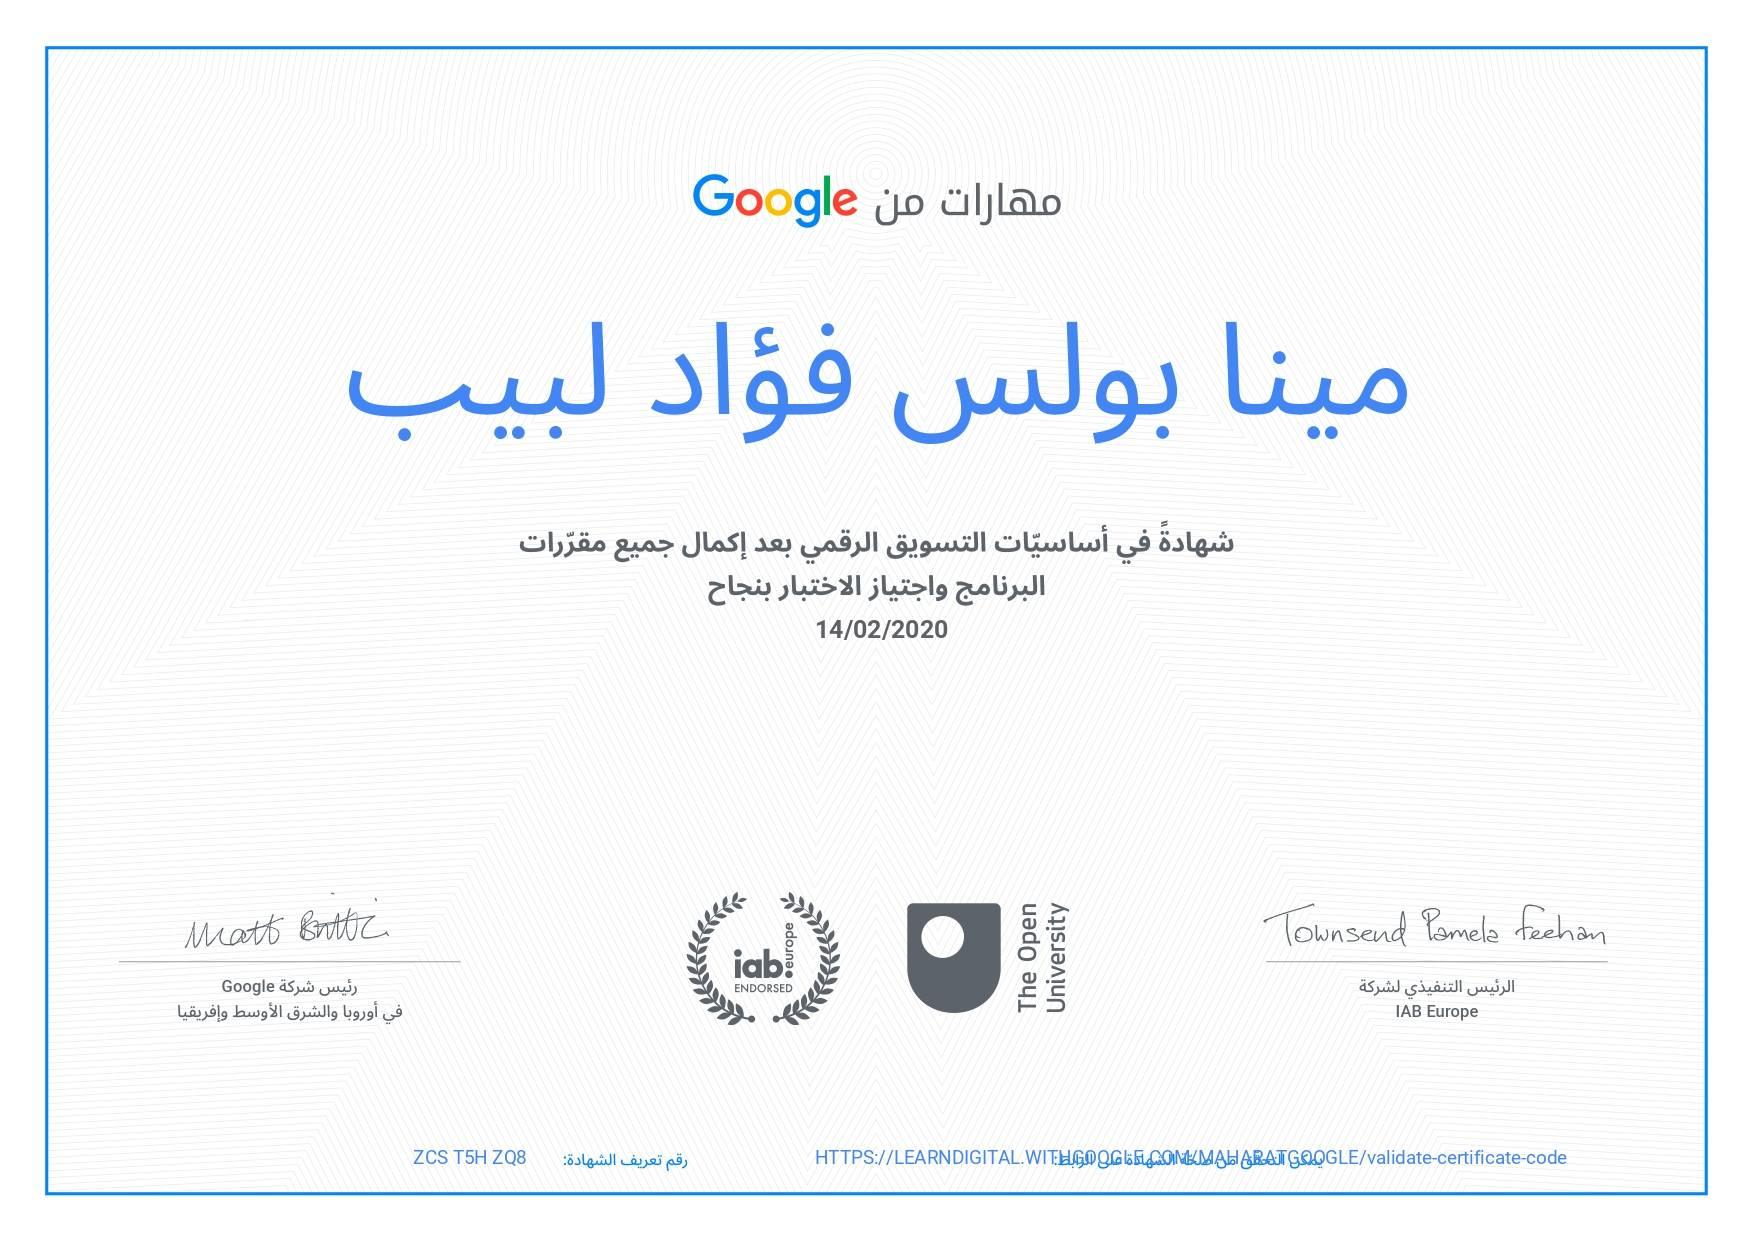 مهارات من Google
مينا بولس فؤاد لبيب
شهادةً في أساسيّات التسويق الرقمي بعد إكمال جميع مقرّرات
البرنامج واجتياز الاختبار بنجاح
14/02/2020
Townsend Pamela Feehan
الرئيس التنفيذي لشركة
IAB Europe
The Open
University
iab europe
ENDORSED
Matt Brittin
رئيس شركة Google
في أوروبا والشرق الأوسط وإفريقيا
يمكن التحقق من صحة الشهادة على الرابط: HTTPS://LEARNDIGITAL.WITHGOOGLE.COM/MAHARATGOOGLE/validate-certificate-code
رقم تعريف الشهادة: ZCS T5H ZQ8